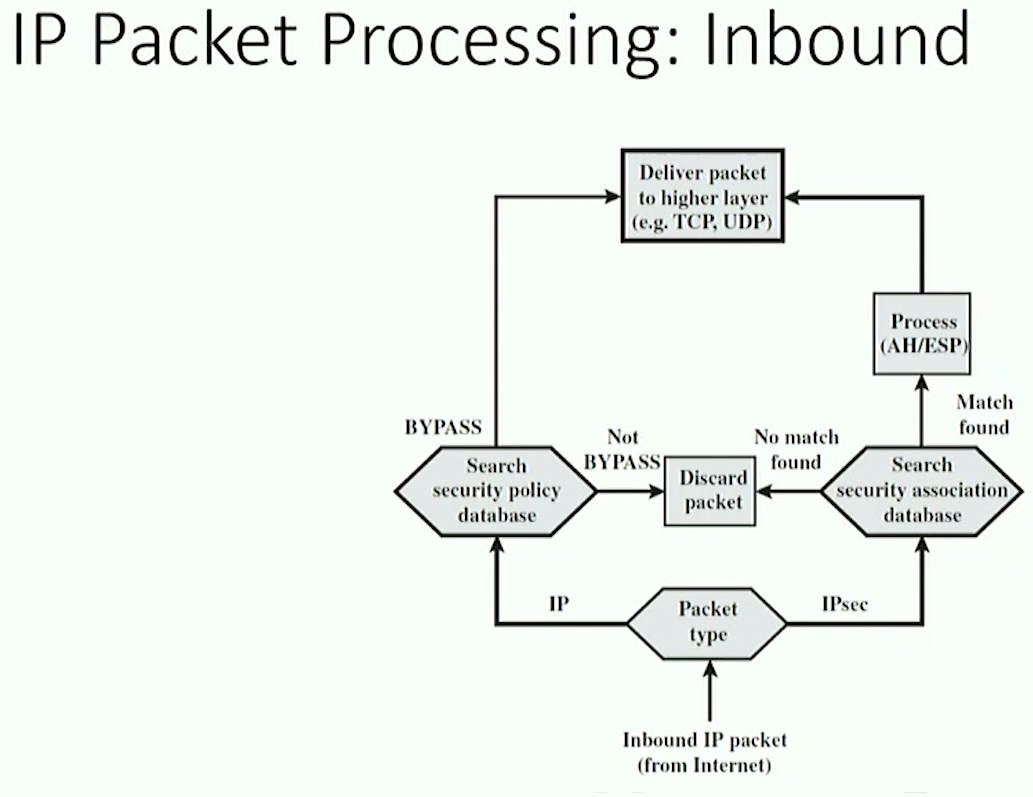 IP Packet Processing: Inbound
Deliver packet
to higher layer
(e.g. TCP, UDP)
Process
(AH/ESP)
BYPASS
Not
BYPASS
No match
found
Match
found
Search
security policy
database
Discard
packet
Search
security association
database
IP
Packet
type
IPsec
Inbound IP packet
(from Internet)